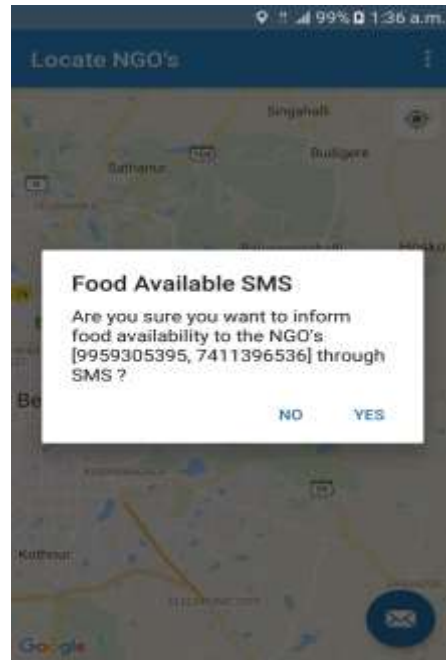 99% 1:36 a.m.
Locate NGO's
Singahalli
Budigere
Sathanur
Food Available SMS
Are you sure you want to inform
food availability to the NGO's
[9959305395, 7411396536] through
SMS ?
NO YES
Be
Kothnur
Google